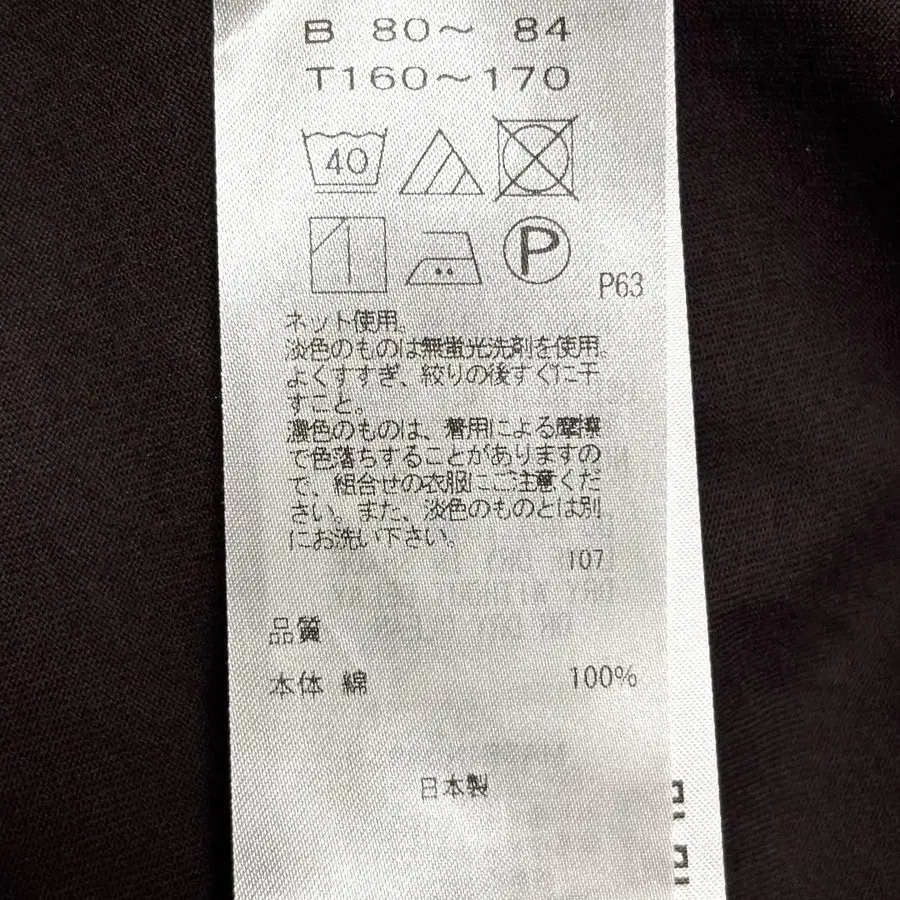 B 80～ 84
T160～170
40
P
P63
ネット使用。
淡色のものは無蛍光洗剤を使用。
よくすすぎ、絞りの後すぐに干
すこと。
濃色のものは、着用による摩擦
で色落ちすることがありますの
で、組合せの衣服にご注意くだ
さい。また、淡色のものとは別
にお洗い下さい。
107
品質
本体 綿 100%
日本製